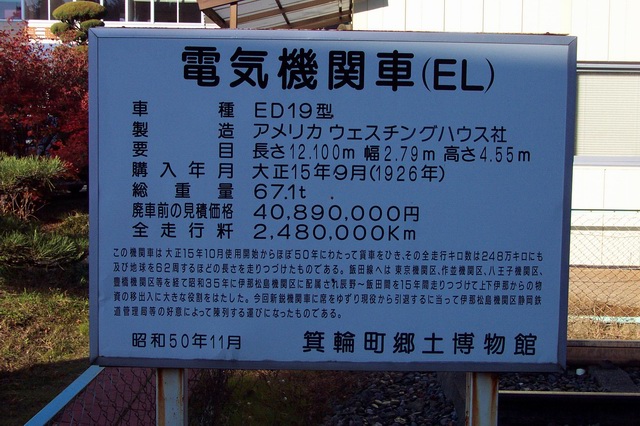 電気機関車(EL)
車種 ED19型
製造 アメリカ ウェスチングハウス社
要目 長さ12.100m 幅2.79m 高さ4.55m
購入年月 大正15年9月(1926年)
総重量 67.1t
廃車前の見積価格 40,890,000円
全走行粁 2,480,000Km
この機関車は大正15年10月使用開始からほぼ50年にわたって貨車をひき、その全走行キロ数は248万キロにも
及び地球を62周するほどの長さを走りつづけたものである。飯田線へは東京機関区、作並機関区、八王子機関区、
豊橋機関区等を経て昭和35年に伊那松島機関区に配属され辰野～飯田間を15年間走りつづけて上下伊那からの物
資の移出入に大きな役割をはたした。今回新鋭機関車に席をゆずり現役から引退するに当って伊那松島機関区静岡鉄
道管理局等の好意によって陳列する運びになったものである。
昭和50年11月 箕輪町郷土博物館